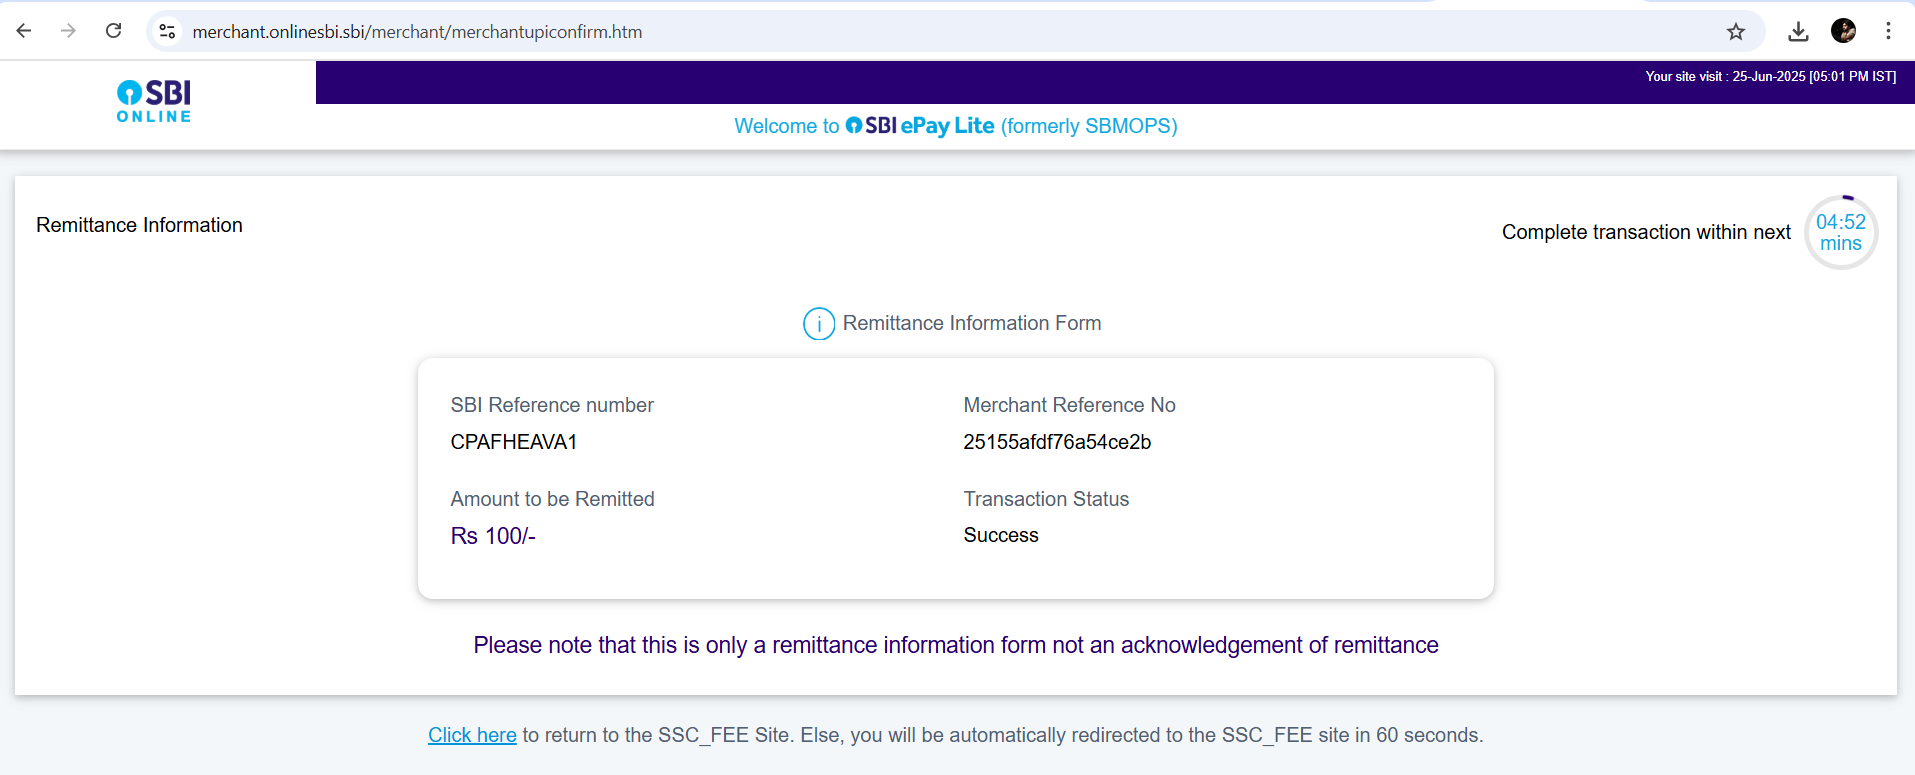 merchant.onlinesbi.sbi/merchant/merchantupiconfirm.htm
Your site visit : 25-Jun-2025 [05:01 PM IST]
SBI
ONLINE
Welcome to SBI ePay Lite (formerly SBMOPS)
Remittance Information
Complete transaction within next
04:52
mins
i Remittance Information Form
SBI Reference number
CPAFHEAVA1
Merchant Reference No
25155afdf76a54ce2b
Amount to be Remitted
Rs 100/-
Transaction Status
Success
Please note that this is only a remittance information form not an acknowledgement of remittance
Click here to return to the SSC_FEE Site. Else, you will be automatically redirected to the SSC_FEE site in 60 seconds.